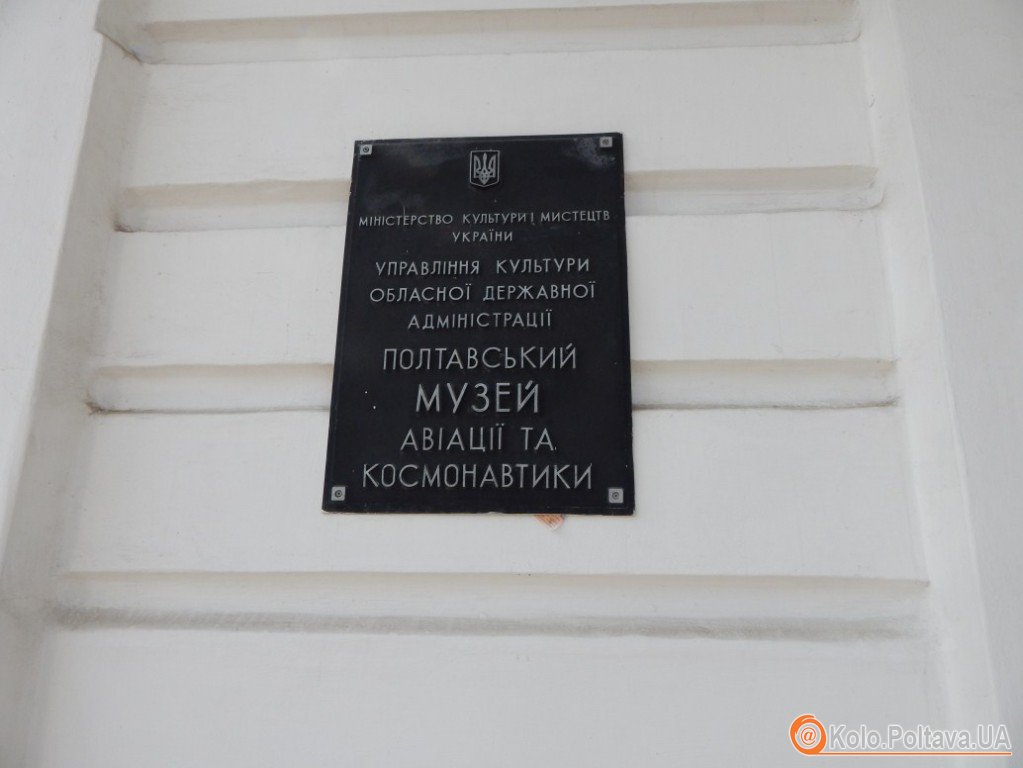 МІНІСТЕРСТВО КУЛЬТУРИ І МИСТЕЦТВ
УКРАЇНИ
УПРАВЛІННЯ КУЛЬТУРИ
ОБЛАСНОЇ ДЕРЖАВНОЇ
АДМІНІСТРАЦІЇ
ПОЛТАВСЬКИЙ
МУЗЕЙ
АВІАЦІЇ ТА
КОСМОНАВТИКИ
@Kolo.Poltava.UA